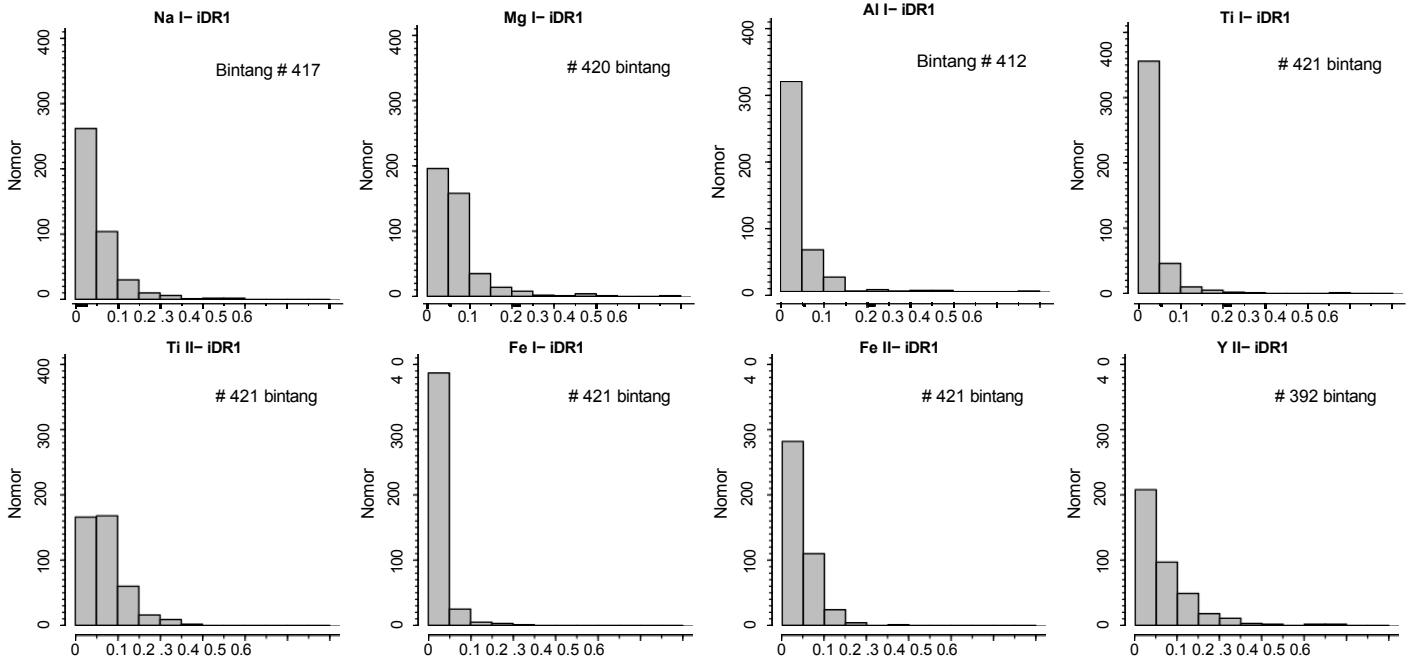 Na I− iDR1
Bintang # 417
Nomor
400
300
200
100
0
0 0.1 0.2 .3 0.4 0.5 0.6
Mg I− iDR1
# 420 bintang
Nomor
400
300
200
100
0
0 0.1 0.2 .3 0.4 0.5 0.6
Al I− iDR1
Bintang # 412
Nomor
400
300
200
100
0
0 0.1 0.2 .3 0.4 0.5 0.6
Ti I− iDR1
# 421 bintang
Nomor
400
300
200
100
0
0 0.1 0.2 .3 0.4 0.5 0.6
Ti II− iDR1
# 421 bintang
Nomor
400
300
200
100
0
0 0.1 0.2 .3 0.4 0.5 0.6
Fe I− iDR1
# 421 bintang
Nomor
4 0
300
200
100
0
0 0.1 0.2 .3 0.4 0.5 0.6
Fe II− iDR1
# 421 bintang
Nomor
4 0
300
200
100
0
0 0.1 0.2 .3 0.4 0.5 0.6
Y II− iDR1
# 392 bintang
Nomor
4 0
300
200
100
0
0 0.1 0.2 .3 0.4 0.5 0.6